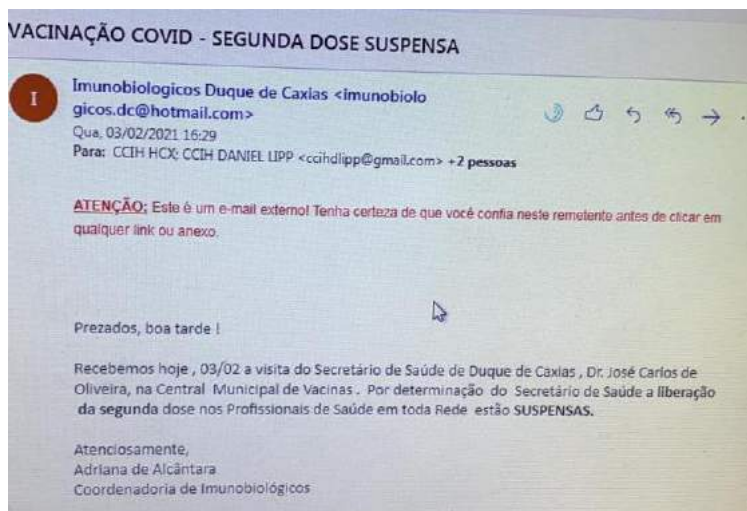 VACINAÇÃO COVID - SEGUNDA DOSE SUSPENSA
I
Imunobiologicos Duque de Caxias <imunobiolo
gicos.dc@hotmail.com>
Qua, 03/02/2021 16:29
Para: CCIH HCX; CCIH DANIEL LIPP <ccihdlipp@gmail.com> +2 pessoas
ATENÇÃO: Este é um e-mail externo! Tenha certeza de que você confia neste remetente antes de clicar em
qualquer link ou anexo.
Prezados, boa tarde !
Recebemos hoje , 03/02 a visita do Secretário de Saúde de Duque de Caxias , Dr. José Carlos de
Oliveira, na Central Municipal de Vacinas . Por determinação do Secretário de Saúde a liberação
da segunda dose nos Profissionais de Saúde em toda Rede estão SUSPENSAS.
Atenciosamente,
Adriana de Alcântara
Coordenadoria de Imunobiológicos